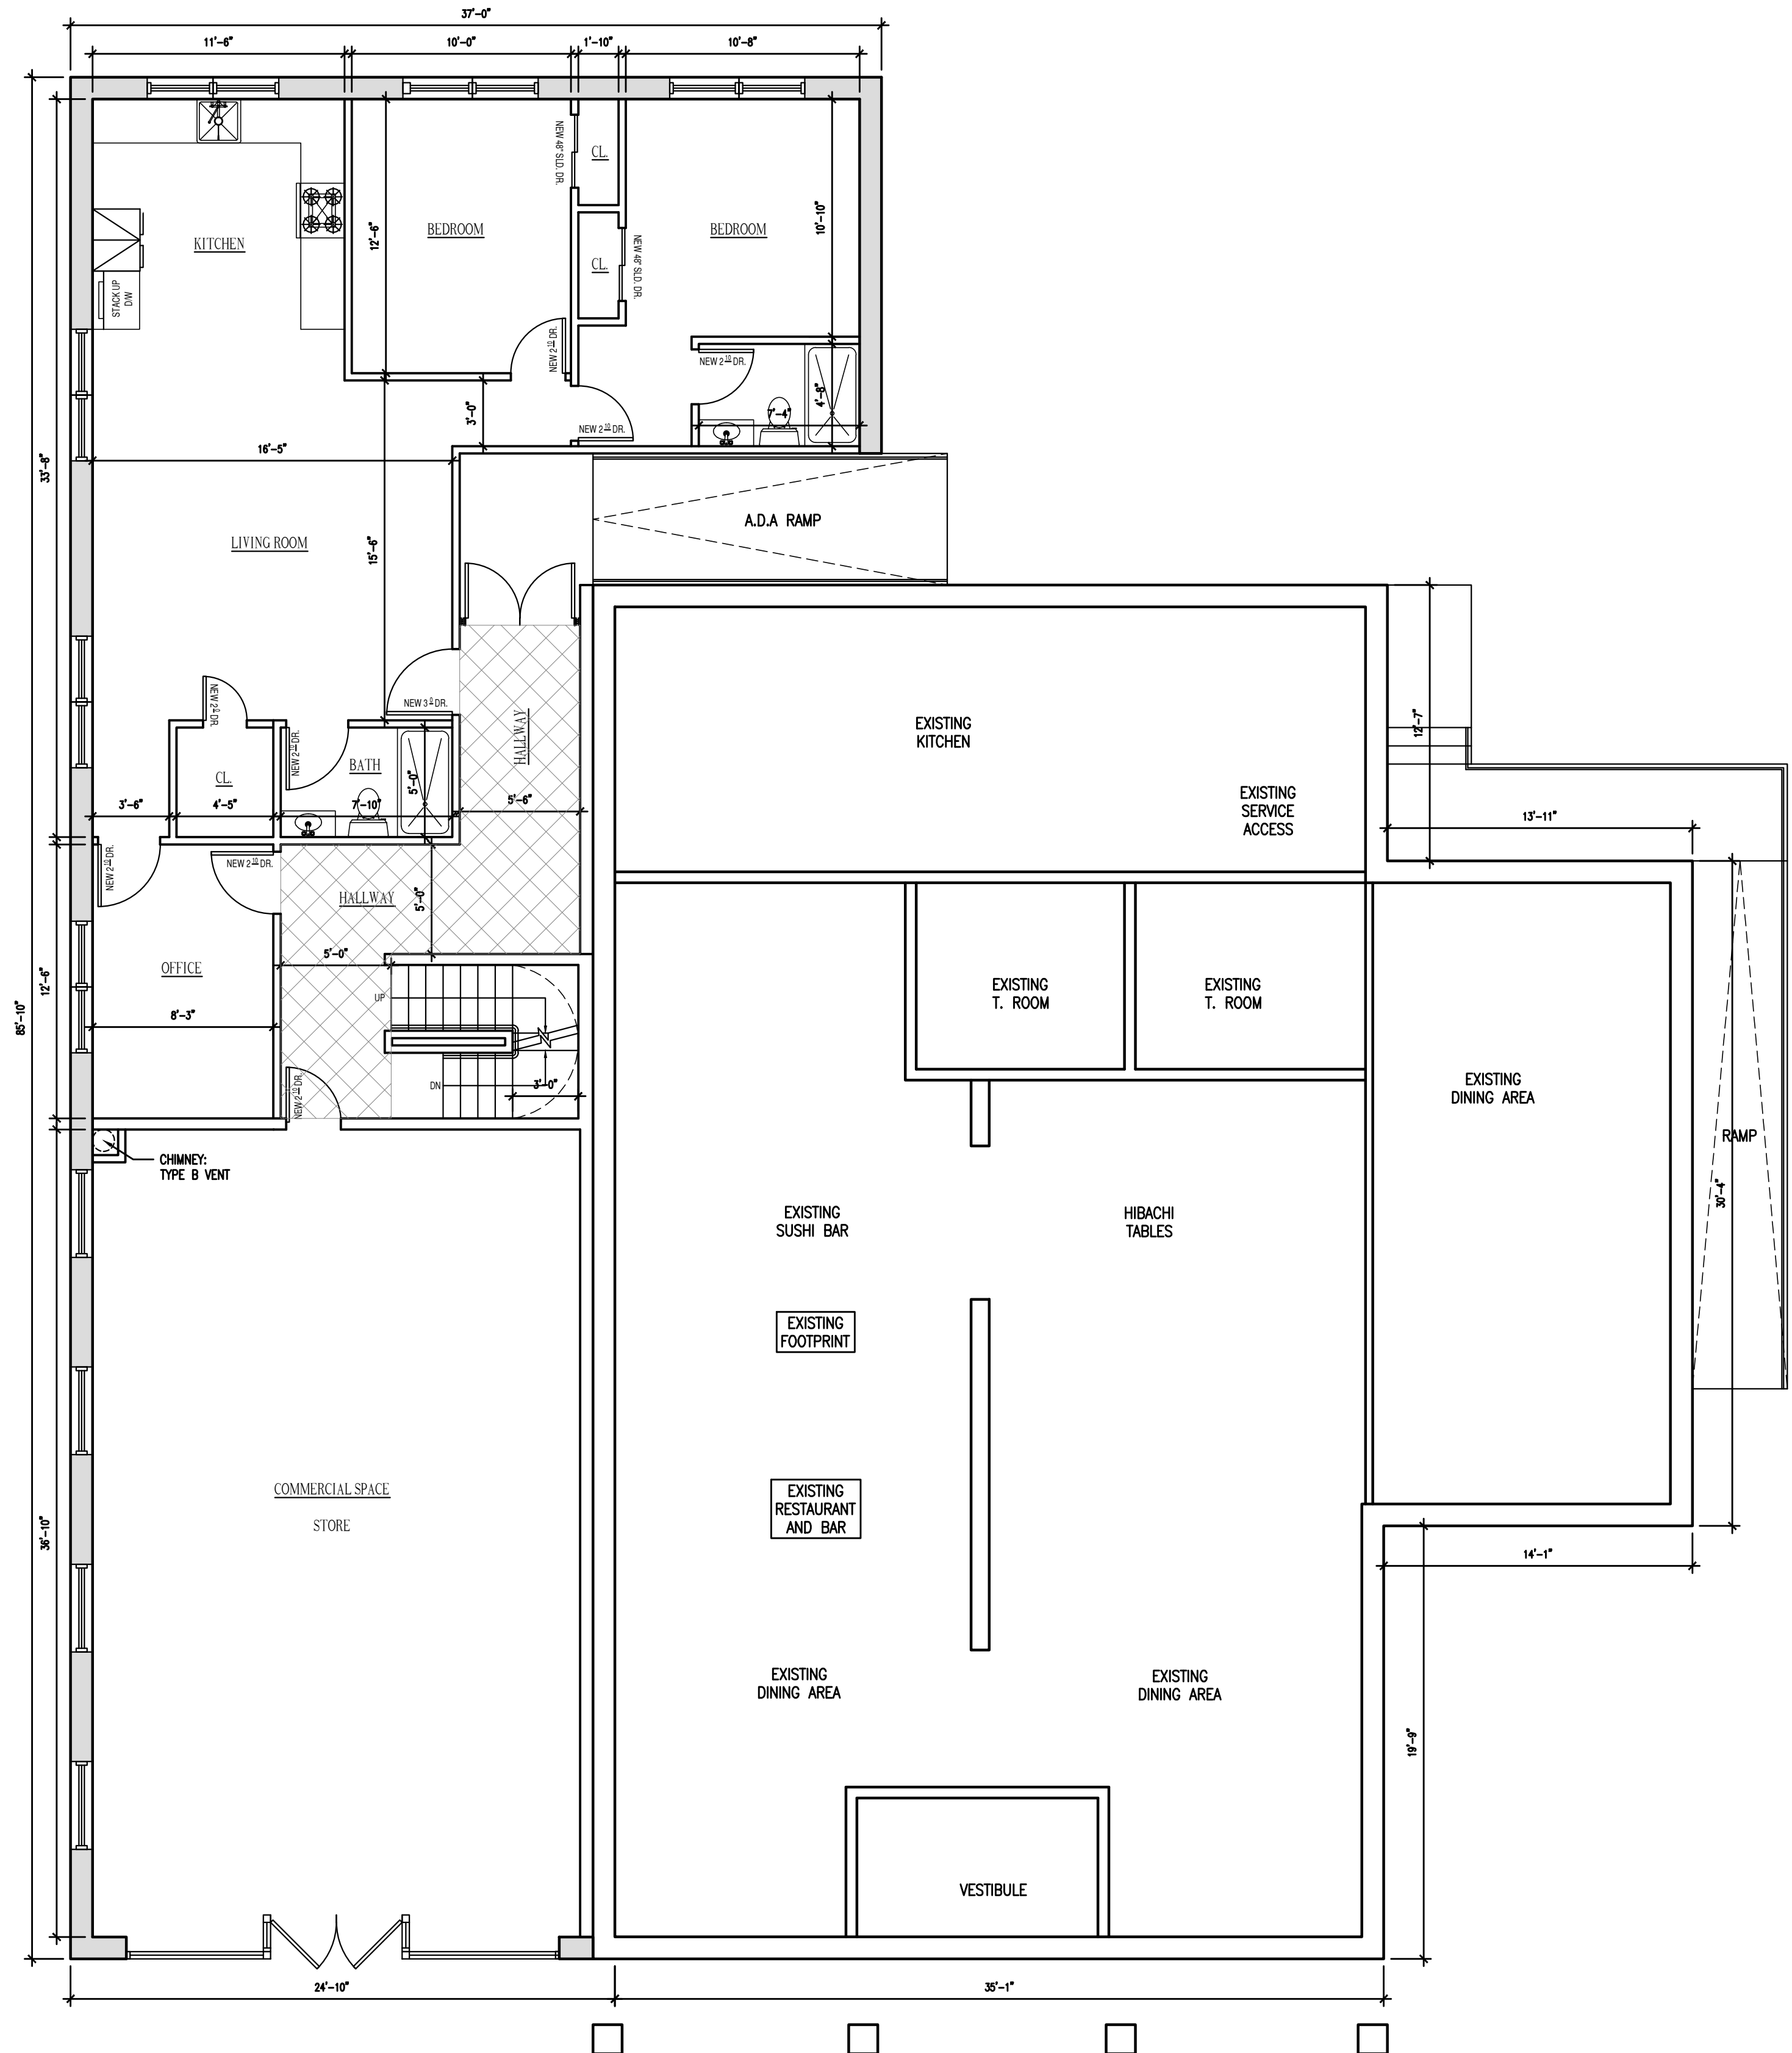 37'-0"
11'-6"
10'-0"
1'-10"
10'-8"
NEW 48" SLD. DR.
CL.
KITCHEN
BEDROOM
12'-6"
BEDROOM
10'-10"
CL.
NEW 48" SLD. DR.
STACK UP
D/W
NEW 2 10 DR.
NEW 2 10 DR.
4'-8"
7'-4"
3'-0"
NEW 2 10 DR.
33'-8"
16'-5"
A.D.A RAMP
LIVING ROOM
15'-6"
NEW 2 0 DR.
NEW 3 0 DR.
HALLWAY
EXISTING
KITCHEN
12'-7"
NEW 2 10 DR.
BATH
CL.
5'-0"
3'-6"
4'-5"
7'-10"
5'-6"
EXISTING
SERVICE
ACCESS
13'-11"
NEW 2 10 DR.
NEW 2 10 DR.
HALLWAY
5'-0"
OFFICE
5'-0"
12'-6"
85'-10"
UP
8'-3"
EXISTING
T. ROOM
EXISTING
T. ROOM
DN
3'-0"
NEW 2 10 DR.
EXISTING
DINING AREA
RAMP
30'-4"
CHIMNEY:
TYPE B VENT
EXISTING
SUSHI BAR
HIBACHI
TABLES
EXISTING
FOOTPRINT
COMMERCIAL SPACE
STORE
36'-10"
EXISTING
RESTAURANT
AND BAR
14'-1"
EXISTING
DINING AREA
EXISTING
DINING AREA
19'-9"
VESTIBULE
24'-10"
35'-1"